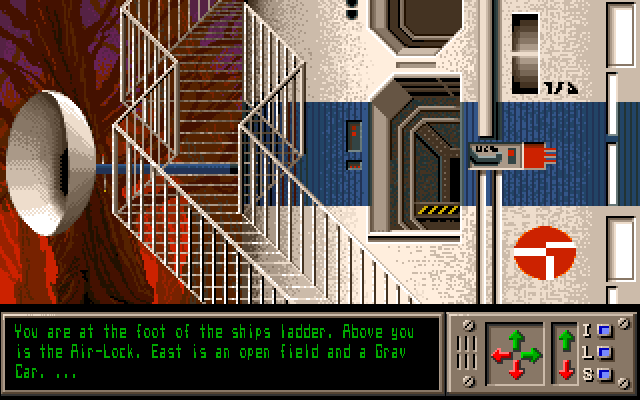 You are at the foot of the ships ladder. Above you
is the Air-Lock. East is an open field and a Grav
Car. ...
I
L
S